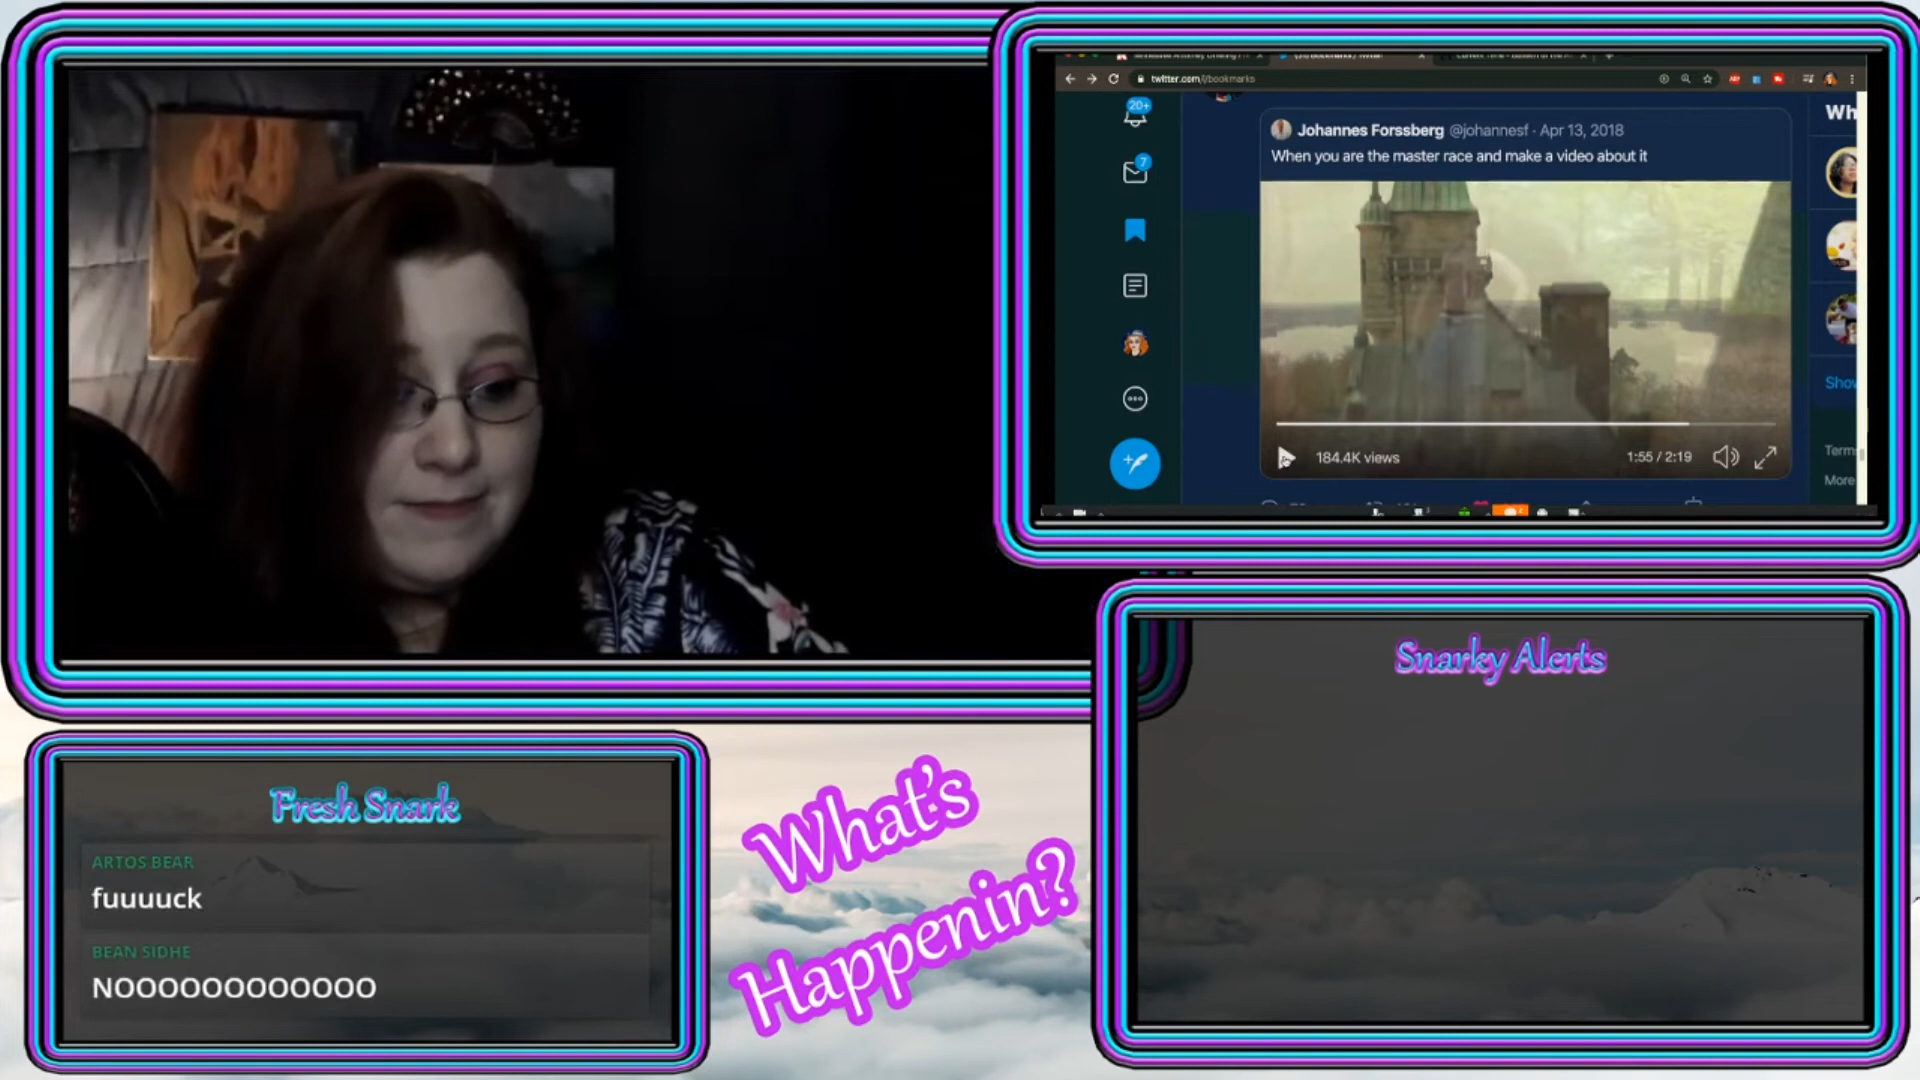 twitter.com/i/bookmarks
20+
Johannes Forssberg @johannesf · Apr 13, 2018
Wh
When you are the master race and make a video about it
7
Show
184.4K views
1:55 / 2:19
Term
More
Snarky Alerts
Fresh Snark
ARTOS BEAR
fuuuuck
BEAN SIDHE
NOOOOOOOOOOOO
What's
Happenin?